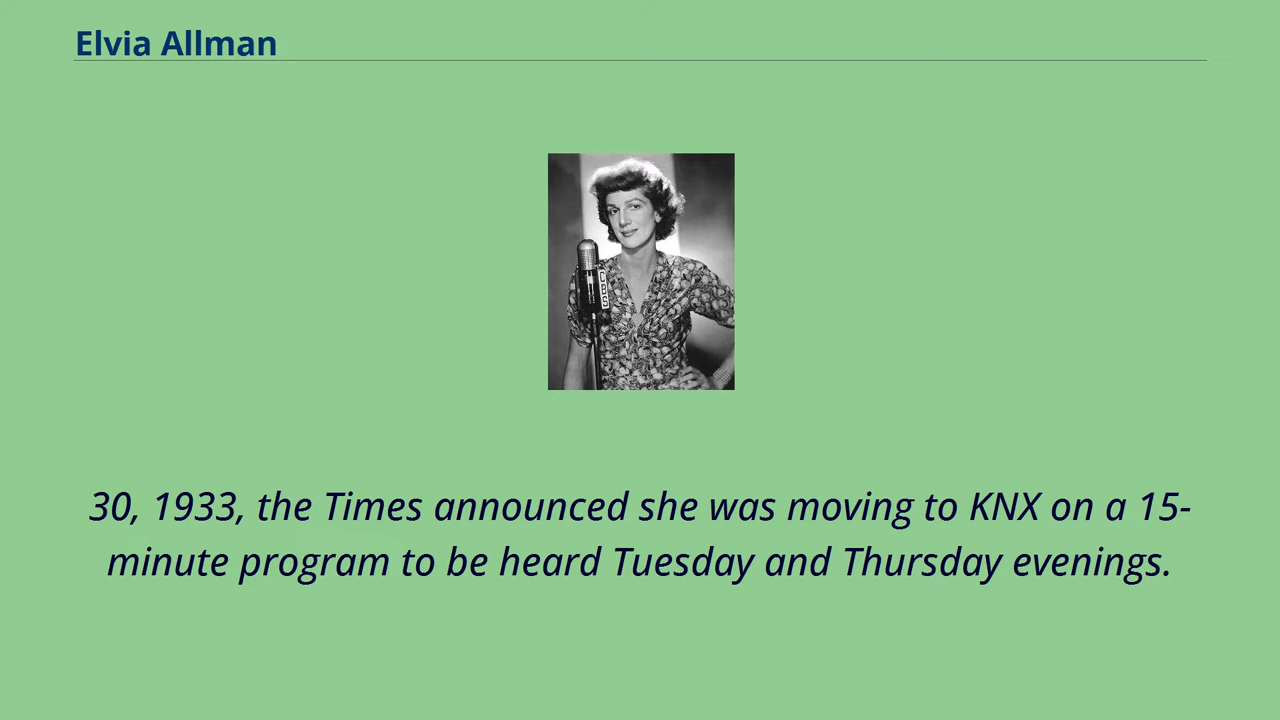 Elvia Allman
CBS
30, 1933, the Times announced she was moving to KNX on a 15-
minute program to be heard Tuesday and Thursday evenings.